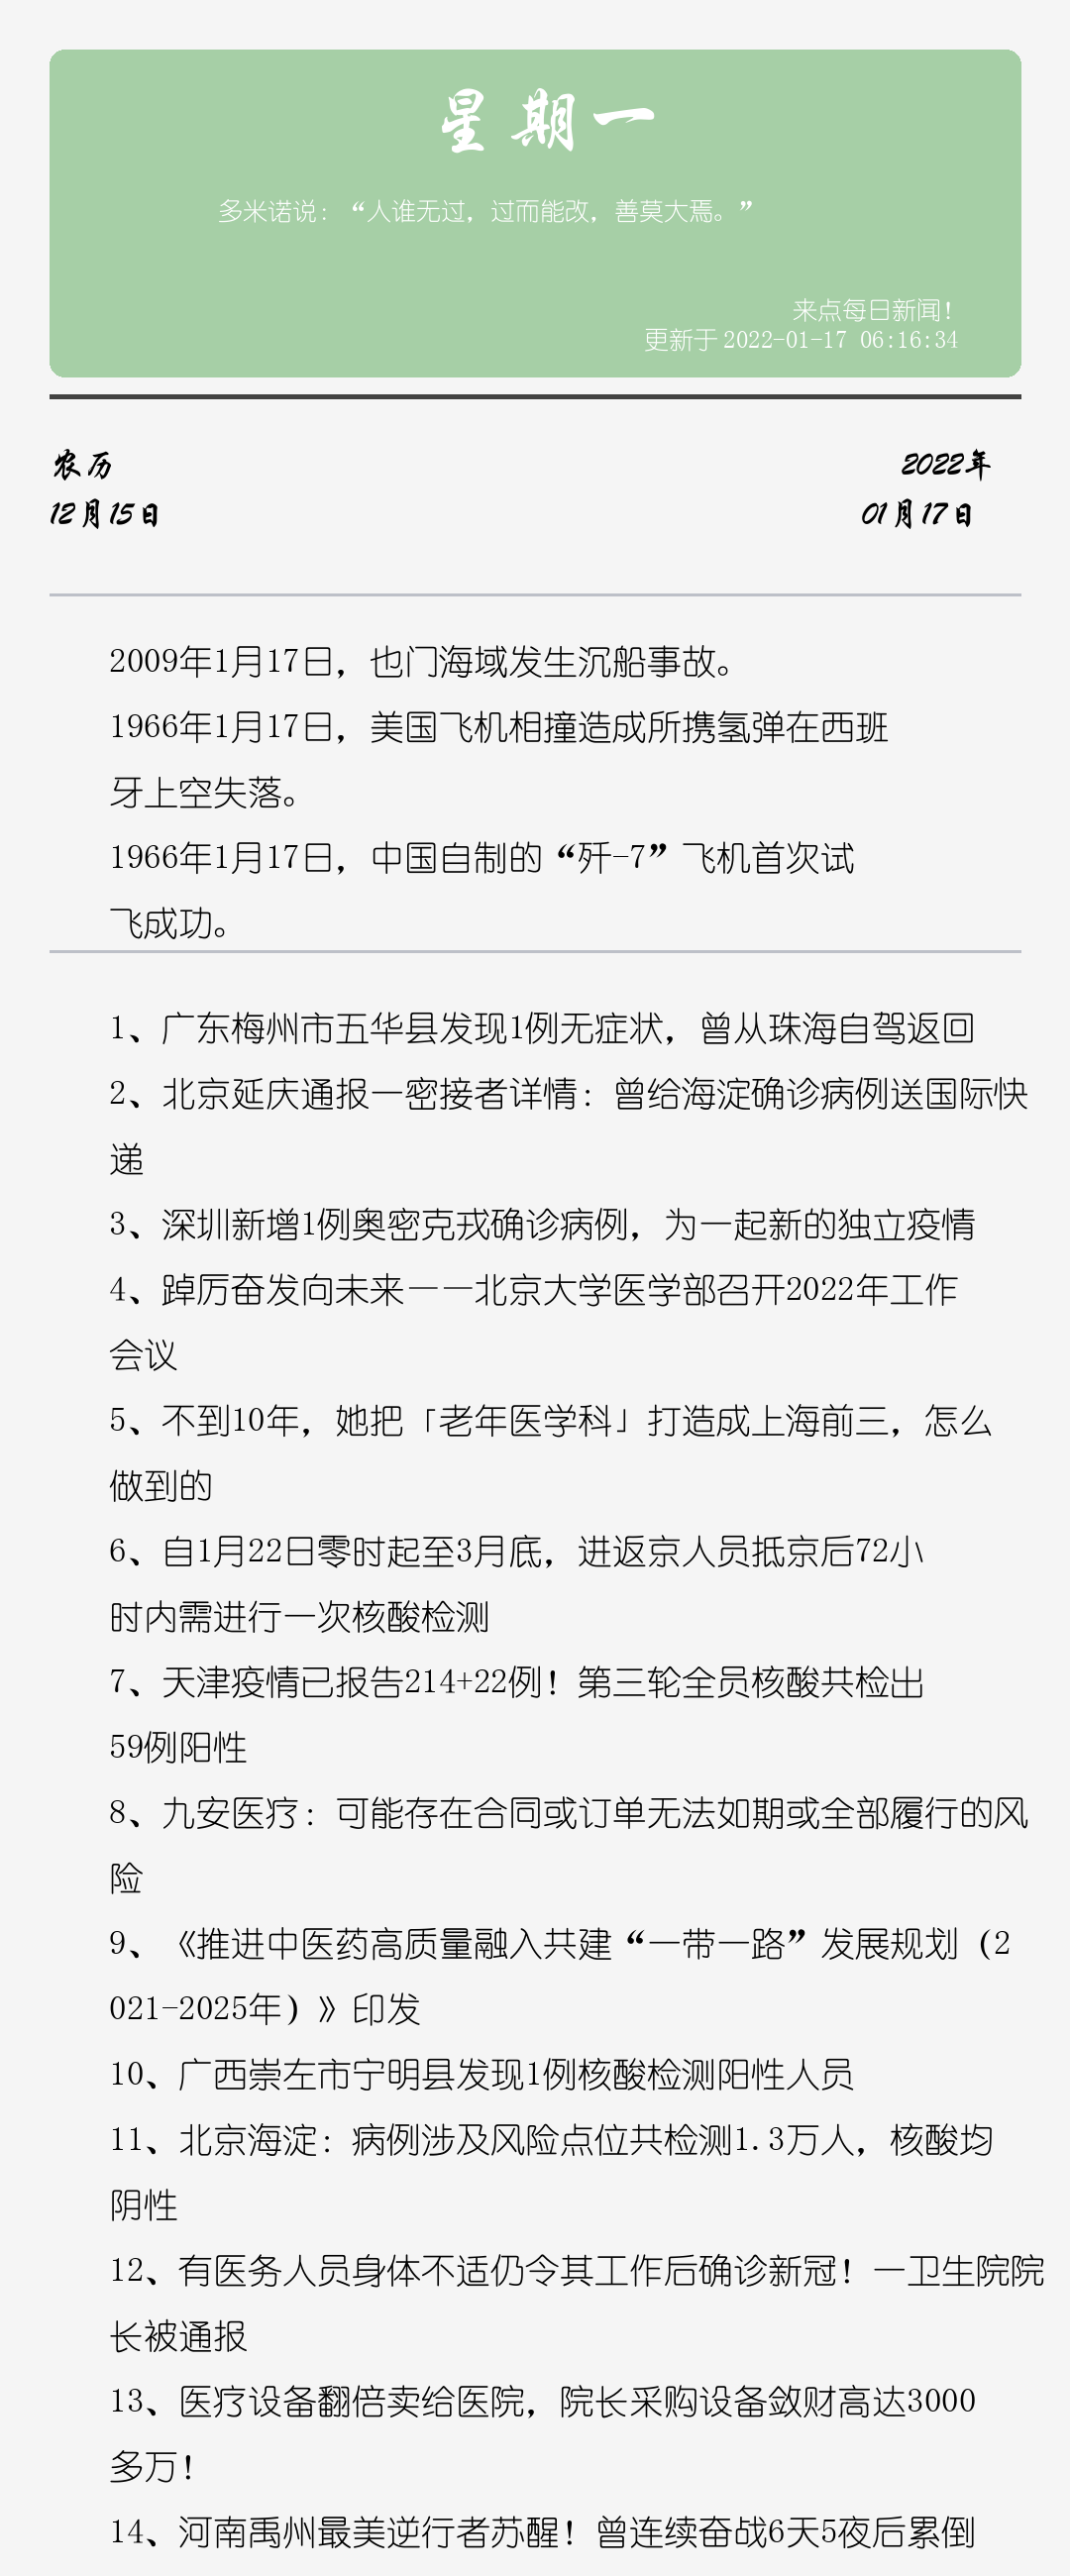 星期一
多米诺说：“人谁无过，过而能改，善莫大焉。”
来点每日新闻！
更新于 2022-01-17 06:16:34
农历
2022年
12月15日
01月17日
2009年1月17日，也门海域发生沉船事故。
1966年1月17日，美国飞机相撞造成所携氢弹在西班
牙上空失落。
1966年1月17日，中国自制的“歼-7”飞机首次试
飞成功。
1、广东梅州市五华县发现1例无症状，曾从珠海自驾返回
2、北京延庆通报一密接者详情：曾给海淀确诊病例送国际快
递
3、深圳新增1例奥密克戎确诊病例，为一起新的独立疫情
4、踔厉奋发向未来——北京大学医学部召开2022年工作
会议
5、不到10年，她把「老年医学科」打造成上海前三，怎么
做到的
6、自1月22日零时起至3月底，进返京人员抵京后72小
时内需进行一次核酸检测
7、天津疫情已报告214+22例！第三轮全员核酸共检出
59例阳性
8、九安医疗：可能存在合同或订单无法如期或全部履行的风
险
9、《推进中医药高质量融入共建“一带一路”发展规划（2
021-2025年）》印发
10、广西崇左市宁明县发现1例核酸检测阳性人员
11、北京海淀：病例涉及风险点位共检测1.3万人，核酸均
阴性
12、有医务人员身体不适仍令其工作后确诊新冠！一卫生院院
长被通报
13、医疗设备翻倍卖给医院，院长采购设备敛财高达3000
多万！
14、河南禹州最美逆行者苏醒！曾连续奋战6天5夜后累倒